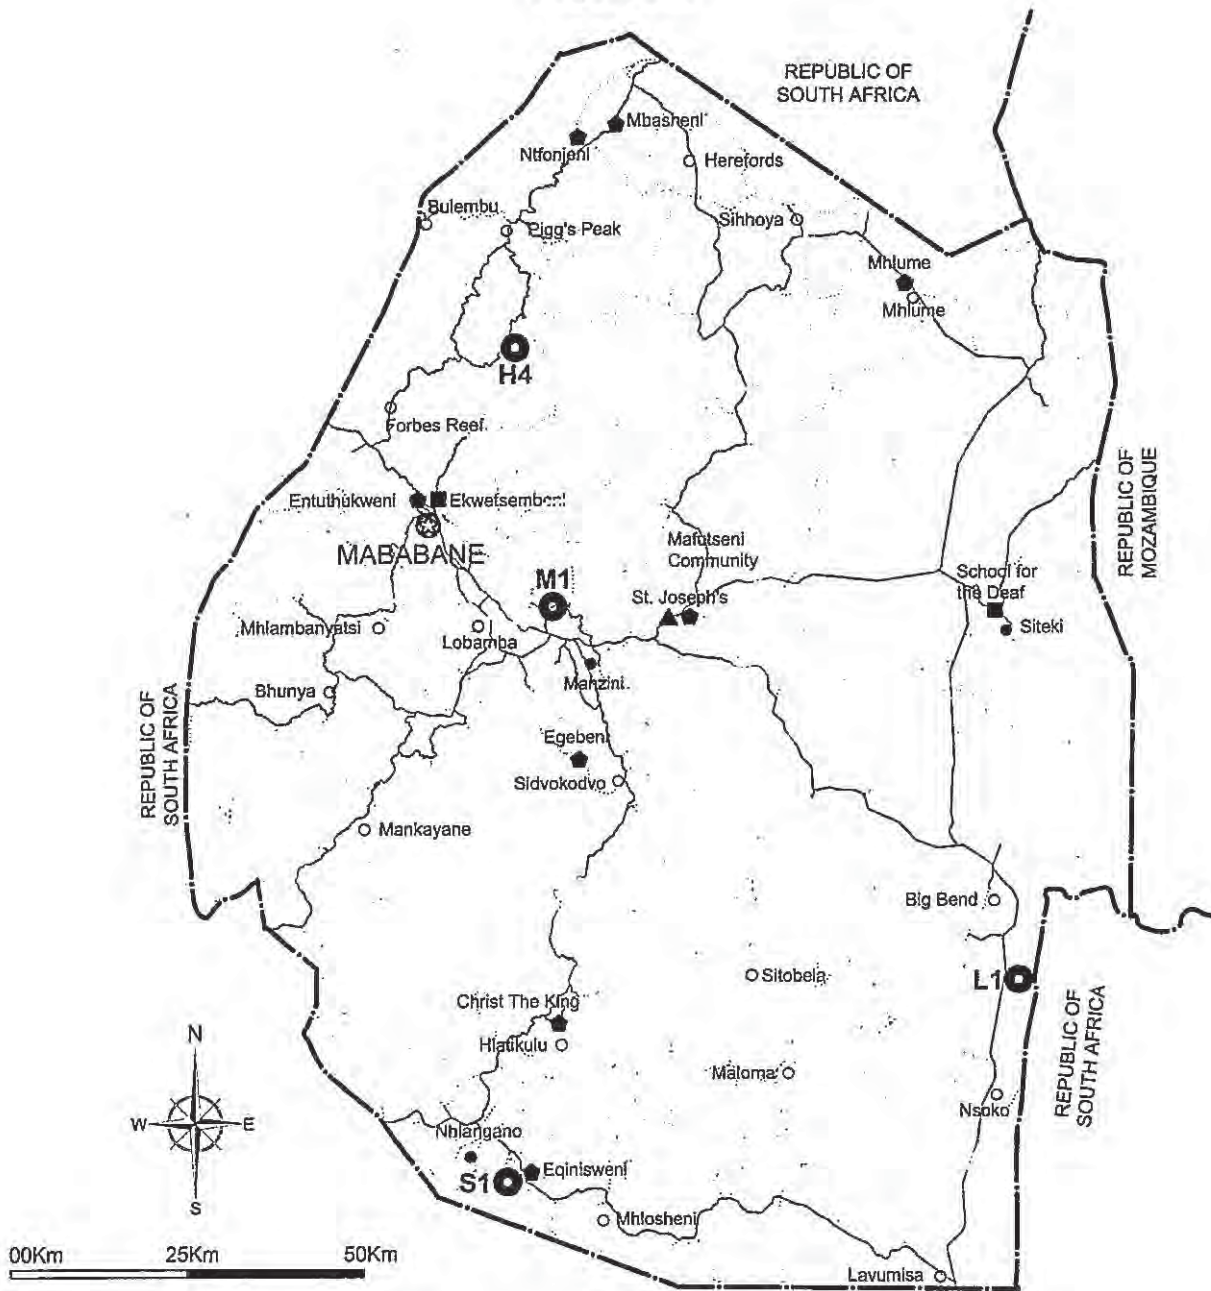 REPUBLIC OF
SOUTH AFRICA
Mbasheni
Ntfonjeni
Herefords
Bulembu
Pigg's Peak
Sihhoya
Mhlume
Mhlume
H4
Forbes Reef
Entuthukweni
Ekwetsembeni
MABABANE
Mafutseni
Community
REPUBLIC OF
MOZAMBIQUE
School for
the Deaf
M1
St. Joseph's
Siteki
Mhlambanyatsi
Lobamba
Manzini
Bhunya
REPUBLIC OF
SOUTH AFRICA
Egebeni
Sidvokodvo
Mankayane
Big Bend
Sitobela
L1
Christ The King
Hlatikulu
Maloma
Nsoko
REPUBLIC OF
SOUTH AFRICA
N
W
E
S
Nhlangano
S1
Eqinisweni
Mhlosheni
Lavumisa
00Km
25Km
50Km